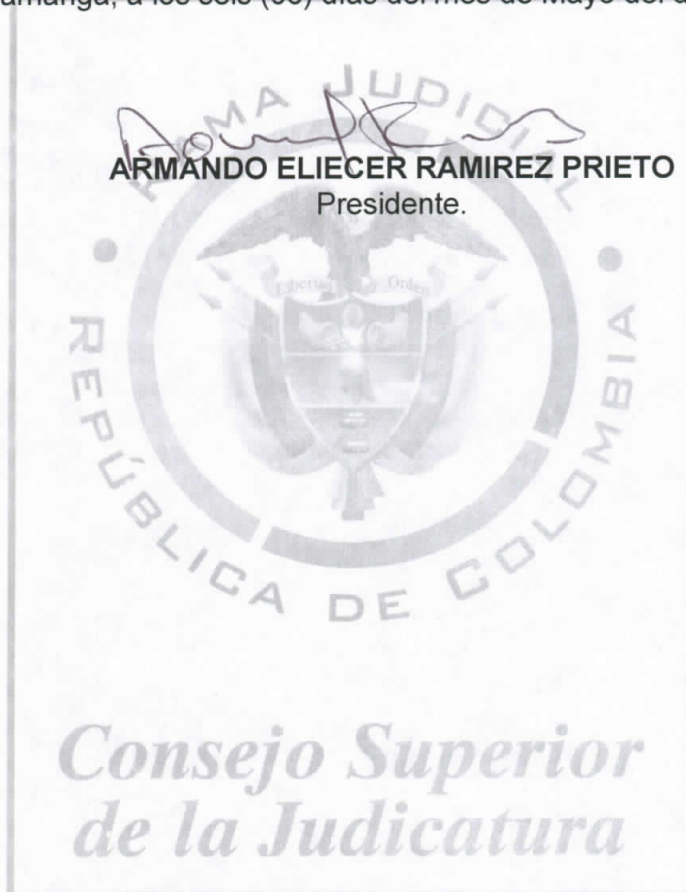 a los seis días del mes de Mayo del
RAMA JUDICIAL
ARMANDO ELIECER RAMIREZ PRIETO
Presidente.
Libertad y Orden
REPÚBLICA DE COLOMBIA
Consejo Superior
de la Judicatura